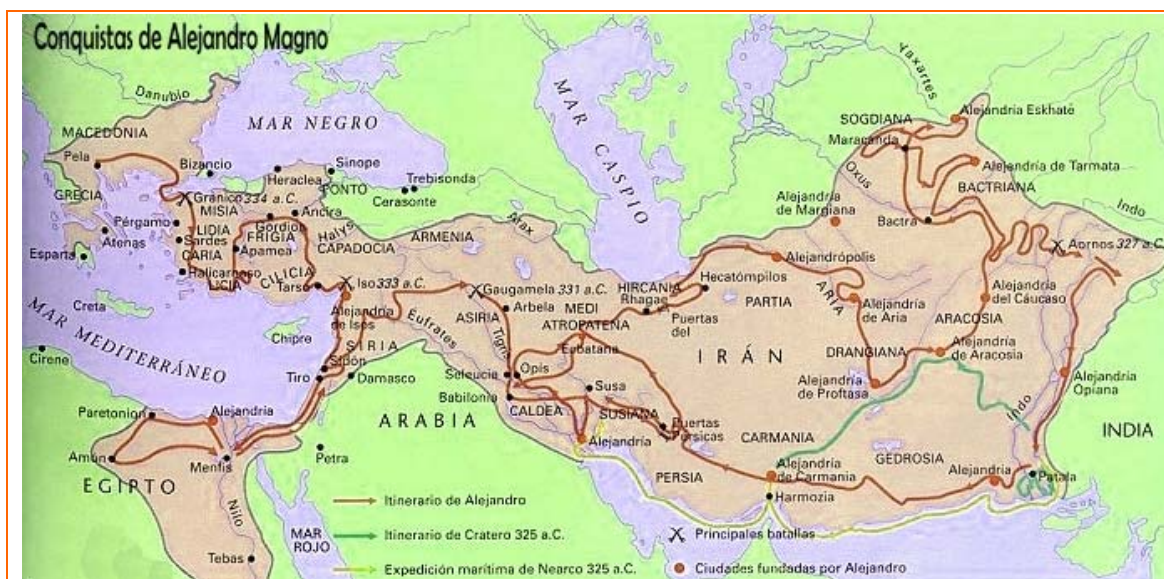 Conquistas de Alejandro Magno
Danubio
MACEDONIA
Pela
GRECIA
Esparta
Atenas
MAR NEGRO
Bizancio
Heraclea
Sinope
PONTO
Trebisonda
Cerasonte
Gránico 334 a.C.
MISIA
Pérgamo
LIDIA
Sardes
CARIA
Halicarnaso
LICIA
Ancira
Gordion
FRIGIA
Apamea
Halys
CAPADOCIA
CILICIA
Tarso
Iso 333 a.C.
Alejandría
de Isos
ARMENIA
Arax
MAR CASPIO
Creta
Chipre
MAR MEDITERRÁNEO
Cirene
SIRIA
Sidón
Tiro
Damasco
Eufrates
Gaugamela 331 a.C.
Arbela
ASIRIA
Tigris
MEDI
ATROPATENA
Ecbatana
Seleucia
Opis
Babilonia
CALDEA
Susa
SUSIANA
Alejandría
Puertas
Pérsicas
PERSIA
ARABIA
Petra
Paretonion
Alejandría
Amún
Menfis
EGIPTO
Nilo
Tebas
MAR
ROJO
HIRCANIA
Rhagae
Hecatómpilos
Puertas
del
PARTIA
IRÁN
Alejandrópolis
ARIA
Alejandría
de Aria
DRANGIANA
Alejandría
de Proftasa
Alejandría
de Margiana
Oxus
Yaxartes
SOGDIANA
Maracanda
Alejandría Eskhaté
Alejandría de Tarmata
BACTRIANA
Bactra
Indo
Aornos 327 a.C.
Alejandría
del Cáucaso
ARACOSIA
Alejandría
de Aracosia
Alejandría
Opiana
Indo
INDIA
CARMANIA
GEDROSIA
Alejandría
de Carmania
Harmozia
Alejandría
Patala
Itinerario de Alejandro
Itinerario de Cratero 325 a.C.
Expedición marítima de Nearco 325 a.C.
Principales batallas
Ciudades fundadas por Alejandro